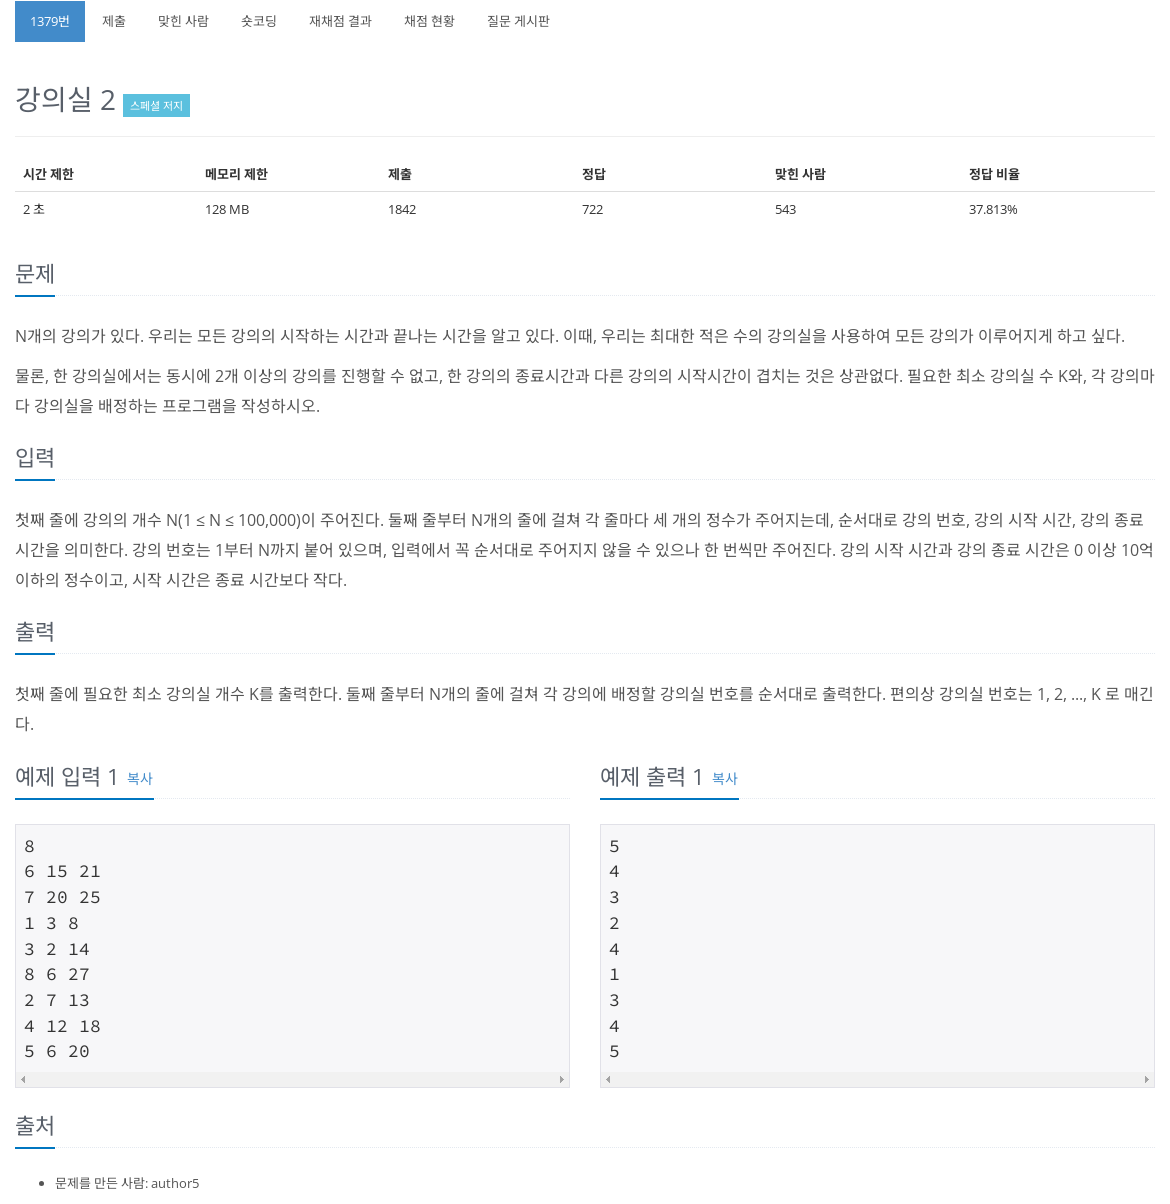 1379번 제출 맞힌 사람 숏코딩 재채점 결과 채점 현황 질문 게시판
강의실 2 스페셜 저지
시간 제한 메모리 제한 제출 정답 맞힌 사람 정답 비율
2 초 128 MB 1842 722 543 37.813%
문제
N개의 강의가 있다. 우리는 모든 강의의 시작하는 시간과 끝나는 시간을 알고 있다. 이때, 우리는 최대한 적은 수의 강의실을 사용하여 모든 강의가 이루어지게 하고 싶다.
물론, 한 강의실에서는 동시에 2개 이상의 강의를 진행할 수 없고, 한 강의의 종료시간과 다른 강의의 시작시간이 겹치는 것은 상관없다. 필요한 최소 강의실 수 K와, 각 강의마
다 강의실을 배정하는 프로그램을 작성하시오.
입력
첫째 줄에 강의의 개수 N(1 ≤ N ≤ 100,000)이 주어진다. 둘째 줄부터 N개의 줄에 걸쳐 각 줄마다 세 개의 정수가 주어지는데, 순서대로 강의 번호, 강의 시작 시간, 강의 종료
시간을 의미한다. 강의 번호는 1부터 N까지 붙어 있으며, 입력에서 꼭 순서대로 주어지지 않을 수 있으나 한 번씩만 주어진다. 강의 시작 시간과 강의 종료 시간은 0 이상 10억
이하의 정수이고, 시작 시간은 종료 시간보다 작다.
출력
첫째 줄에 필요한 최소 강의실 개수 K를 출력한다. 둘째 줄부터 N개의 줄에 걸쳐 각 강의에 배정할 강의실 번호를 순서대로 출력한다. 편의상 강의실 번호는 1, 2, ..., K 로 매긴
다.
예제 입력 1 복사
8
6 15 21
7 20 25
1 3 8
3 2 14
8 6 27
2 7 13
4 12 18
5 6 20
예제 출력 1 복사
5
4
3
2
4
1
3
4
5
출처
문제를 만든 사람: author5